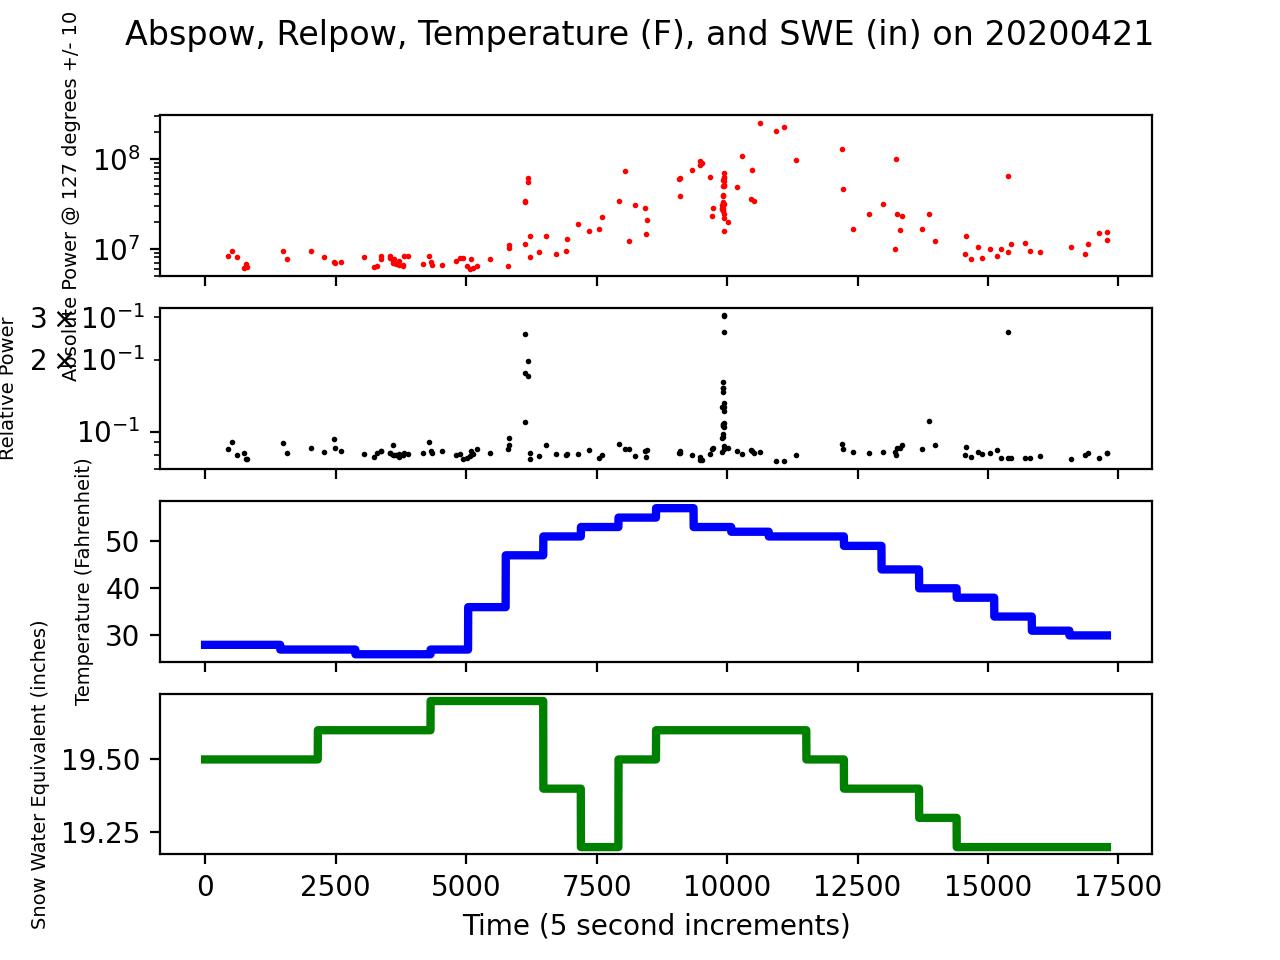 Abspow, Relpow, Temperature (F), and SWE (in) on 20200421
Absolute Power @ 127 degrees +/- 10
10⁸
10⁷
Relative Power
3 × 10⁻¹
2 × 10⁻¹
10⁻¹
Temperature (Fahrenheit)
50
40
30
Snow Water Equivalent (inches)
19.50
19.25
0 2500 5000 7500 10000 12500 15000 17500
Time (5 second increments)